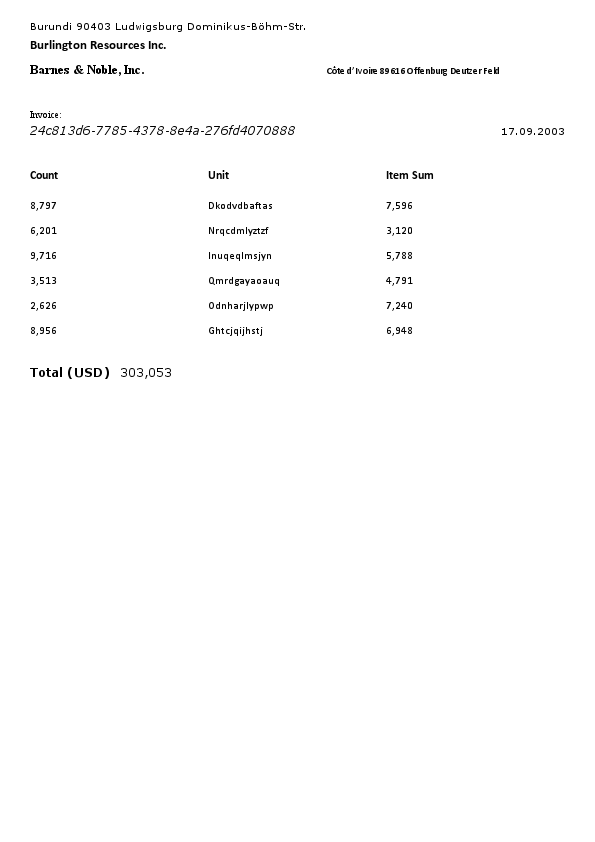 Burundi 90403 Ludwigsburg Dominikus-Böhm-Str.
Burlington Resources Inc.
Barnes & Noble, Inc. Côte d'Ivoire 89616 Offenburg Deutzer Feld
Invoice:
24c813d6-7785-4378-8e4a-276fd4070888 17.09.2003
Count Unit Item Sum
8,797 Dkodvdbaftas 7,596
6,201 Nrqcdmlyztzf 3,120
9,716 Inuqeqlmsjyn 5,788
3,513 Qmrdgayaoauq 4,791
2,626 Odnharjlypwp 7,240
8,956 Ghtcjqijhstj 6,948
Total (USD) 303,053